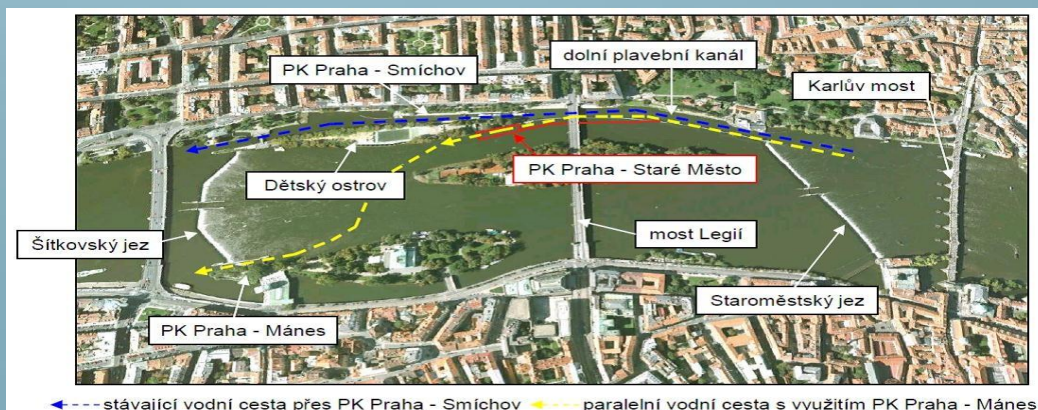 PK Praha - Smíchov
dolní plavební kanál
Karlův most
PK Praha - Staré Město
Dětský ostrov
Šítkovský jez
most Legií
Staroměstský jez
PK Praha - Mánes
stávající vodní cesta přes PK Praha - Smíchov
paralelní vodní cesta s využitím PK Praha - Mánes